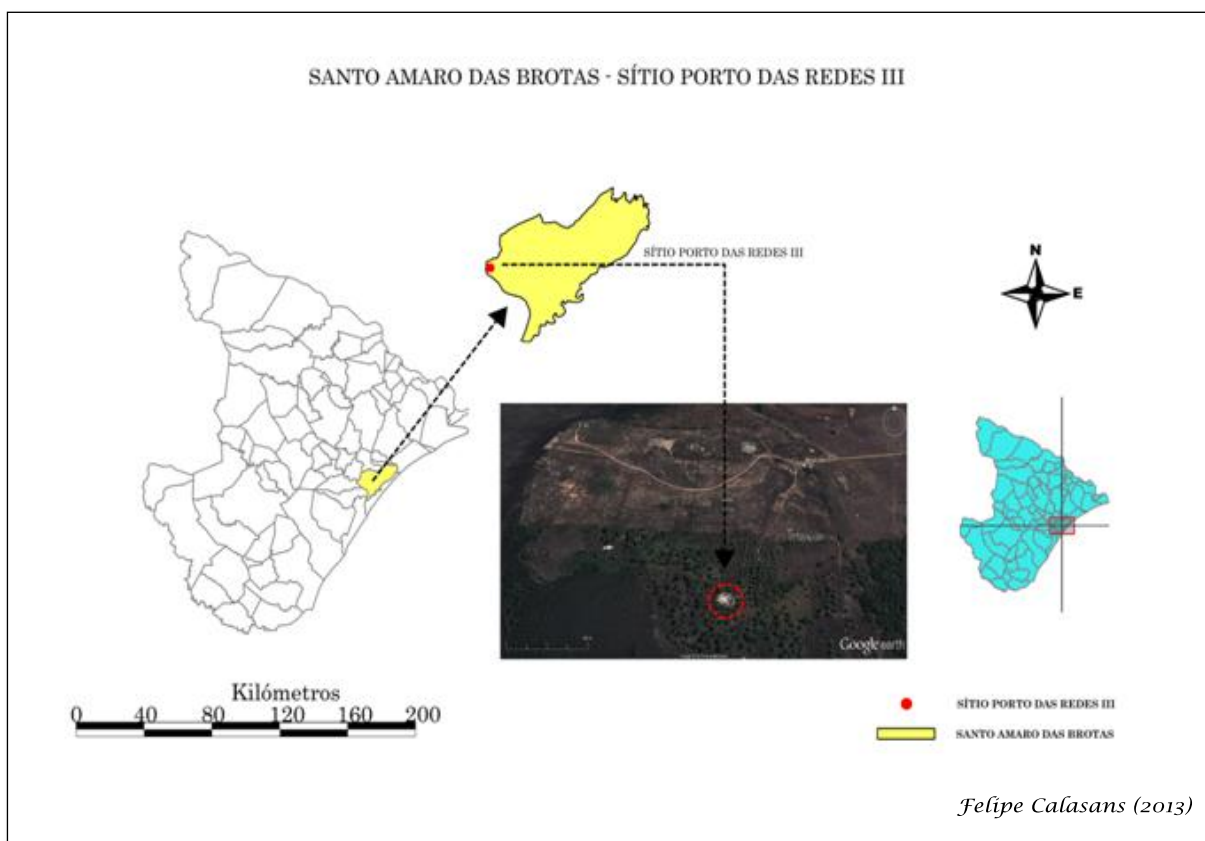 SANTO AMARO DAS BROTAS - SÍTIO PORTO DAS REDES III
SÍTIO PORTO DAS REDES III
N
E
Google earth
Kilómetros
0 40 80 120 160 200
SÍTIO PORTO DAS REDES III
SANTO AMARO DAS BROTAS
Felipe Calasans (2013)